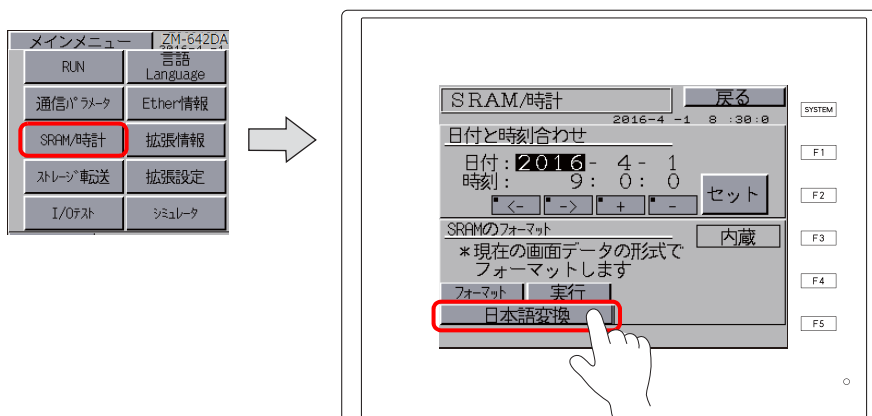 メインメニュー
ZM-642DA
2016-4 -1
RUN
言語
Language
通信パラメータ
Ether情報
SRAM/時計
拡張情報
ストレージ転送
拡張設定
I/Oテスト
シミュレータ
SRAM/時計
戻る
2016-4 -1 8 :30:0
日付と時刻合わせ
日付：2016- 4- 1
時刻： 9: 0: 0
<- -> + -
セット
SRAMのフォーマット
内蔵
*現在の画面データの形式で
フォーマットします
フォーマット 実行
日本語変換
SYSTEM
F1
F2
F3
F4
F5